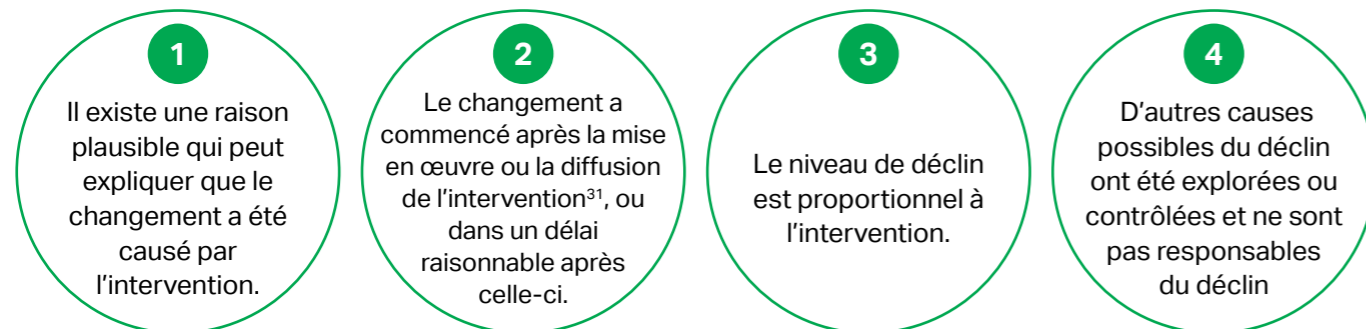 1
Il existe une raison
plausible qui peut
expliquer que le
changement a été
causé par
l'intervention.
2
Le changement a
commencé après la mise
en œuvre ou la diffusion
de l'intervention³¹, ou
dans un délai
raisonnable après
celle-ci.
3
Le niveau de déclin
est proportionnel à
l'intervention.
4
D'autres causes
possibles du déclin
ont été explorées ou
contrôlées et ne sont
pas responsables
du déclin